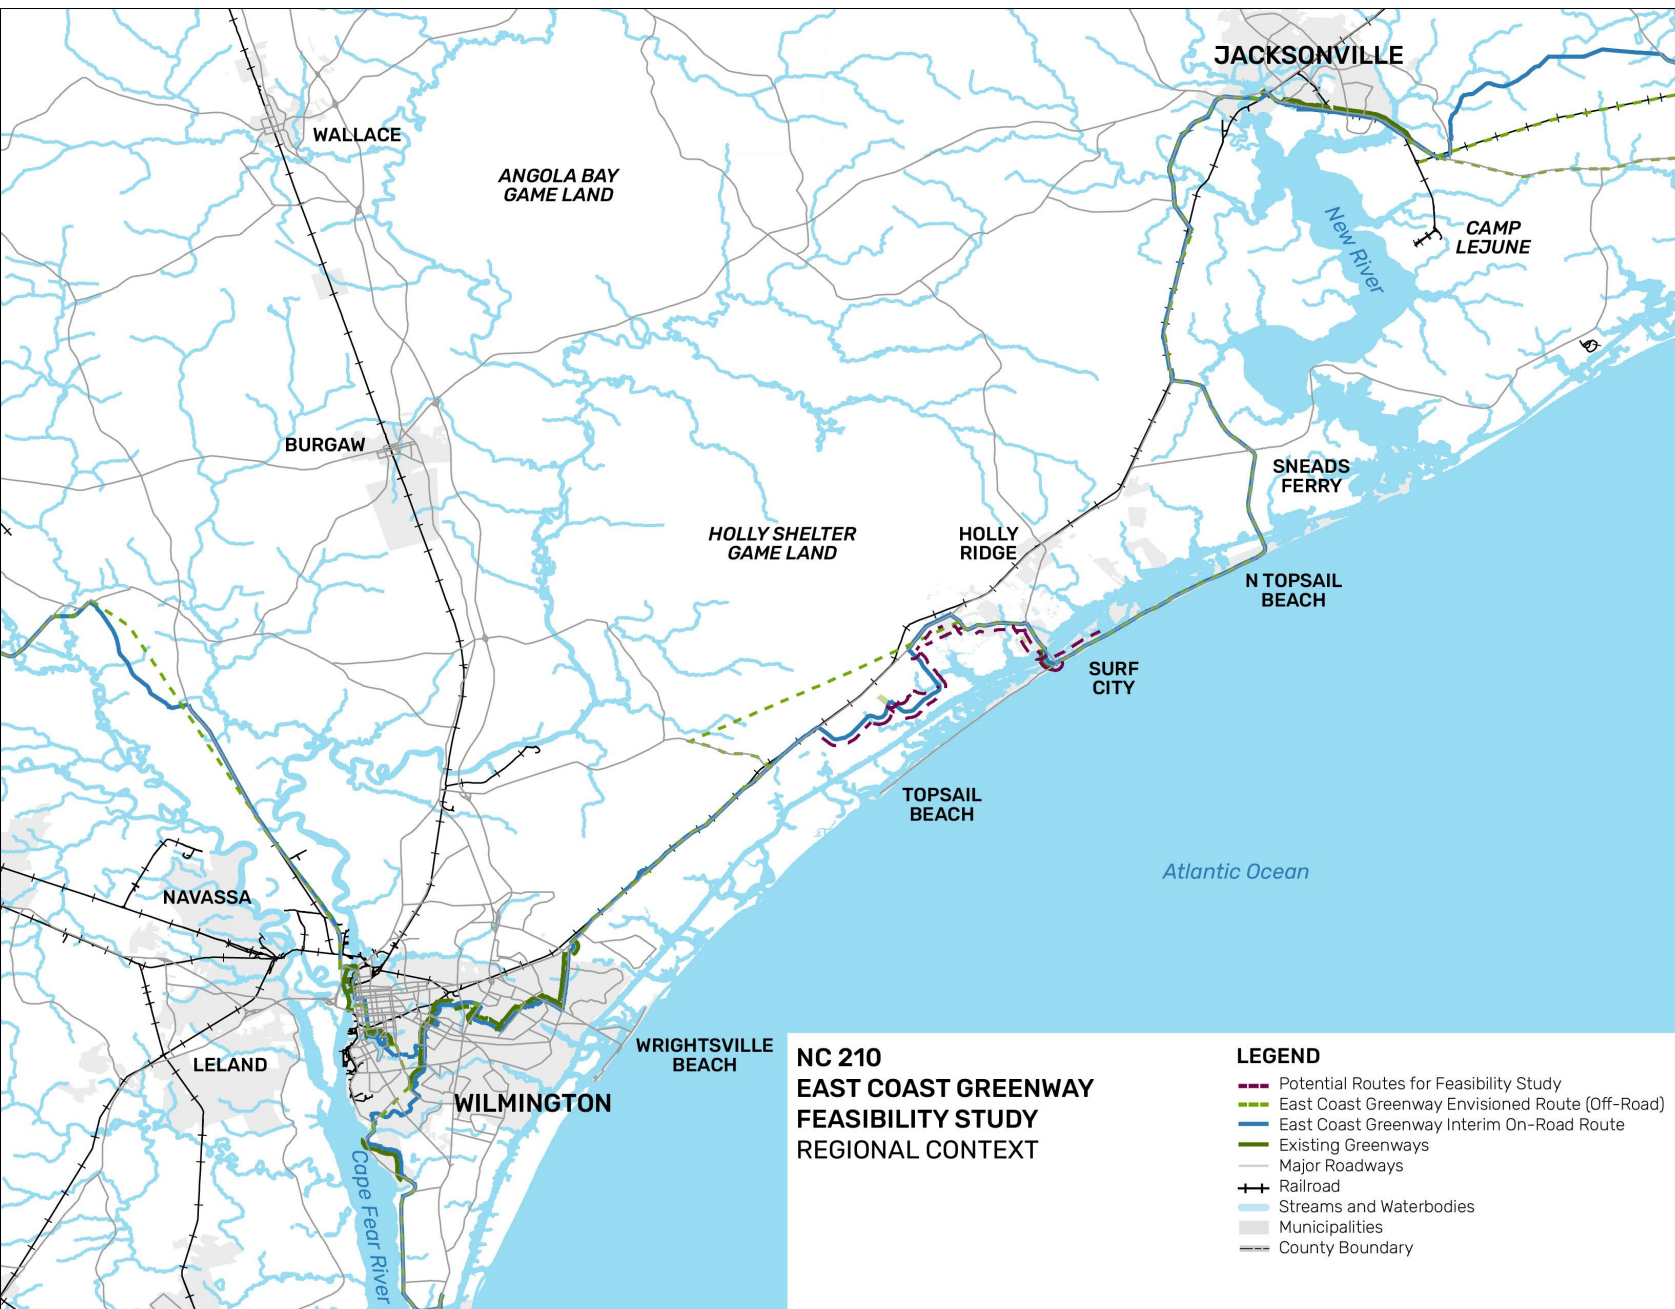 JACKSONVILLE
WALLACE
ANGOLA BAY
GAME LAND
New River
CAMP
LEJUNE
BURGAW
SNEADS
FERRY
HOLLY SHELTER
GAME LAND
HOLLY
RIDGE
N TOPSAIL
BEACH
SURF
CITY
TOPSAIL
BEACH
Atlantic Ocean
NAVASSA
LELAND
WRIGHTSVILLE
BEACH
WILMINGTON
Cape Fear River
NC 210
EAST COAST GREENWAY
FEASIBILITY STUDY
REGIONAL CONTEXT
LEGEND
Potential Routes for Feasibility Study
East Coast Greenway Envisioned Route (Off-Road)
East Coast Greenway Interim On-Road Route
Existing Greenways
Major Roadways
Railroad
Streams and Waterbodies
Municipalities
County Boundary